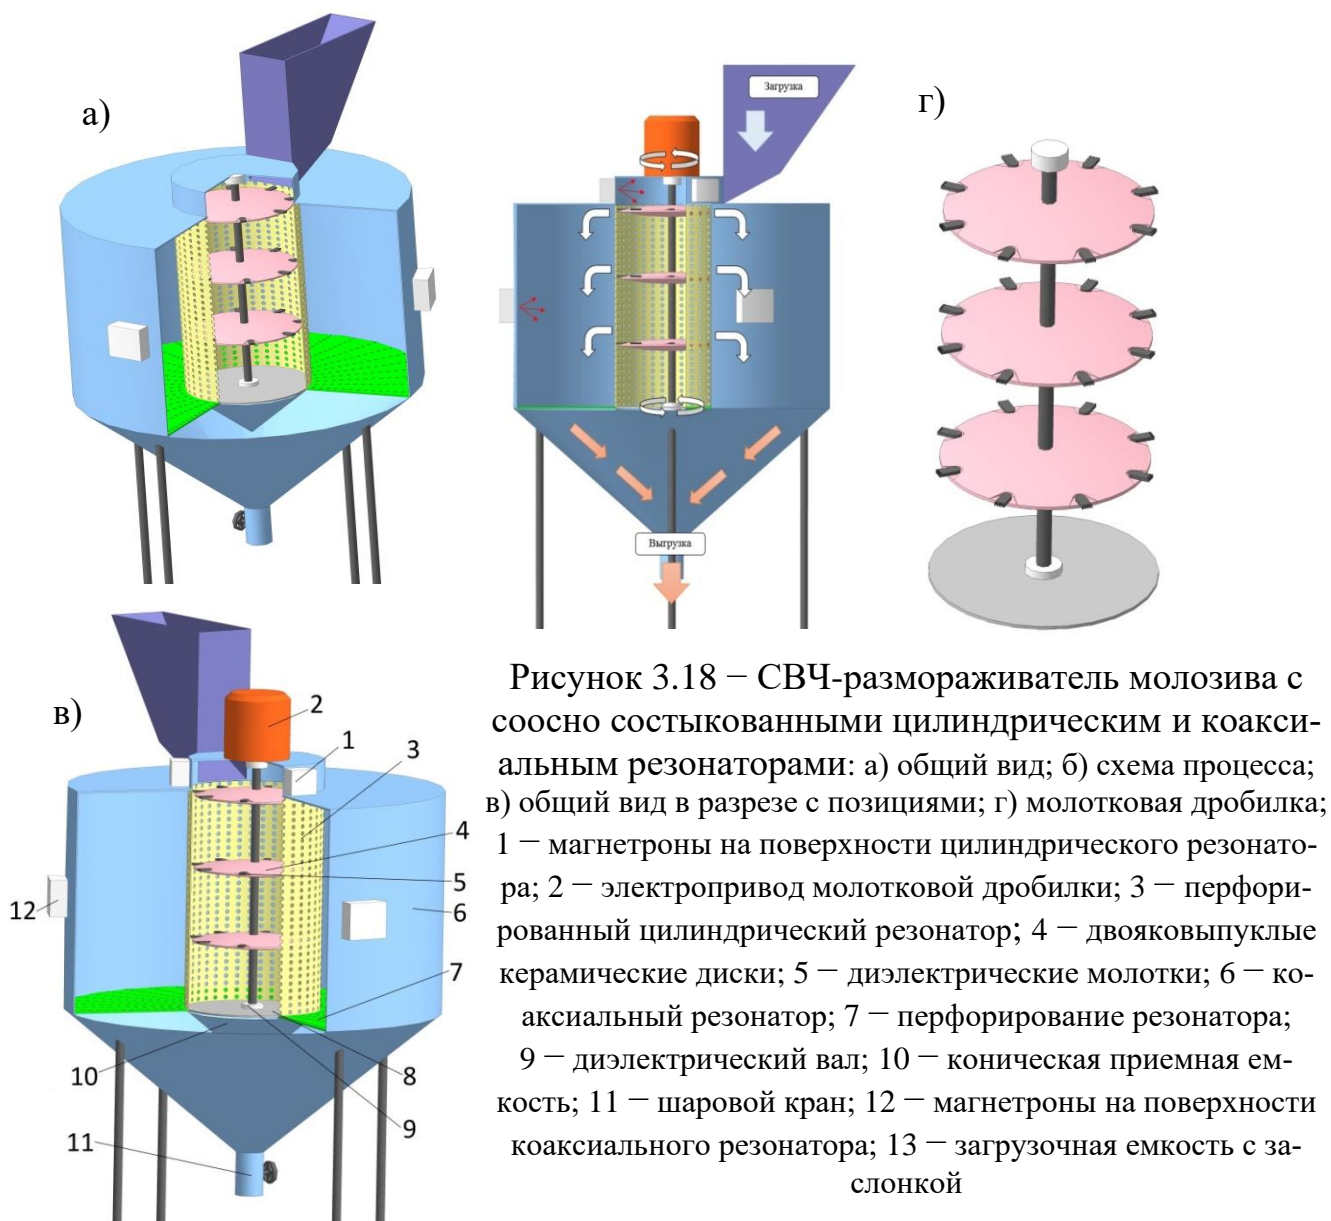 а)
Загрузка
г)
Выгрузка
в)
2
1
3
4
5
12
6
7
10
8
9
11
Рисунок 3.18 − СВЧ-размораживатель молозива с
соосно состыкованными цилиндрическим и коакси-
альным резонаторами: а) общий вид; б) схема процесса;
в) общий вид в разрезе с позициями; г) молотковая дробилка;
1 − магнетроны на поверхности цилиндрического резонато-
ра; 2 − электропривод молотковой дробилки; 3 − перфори-
рованный цилиндрический резонатор; 4 − двояковыпуклые
керамические диски; 5 − диэлектрические молотки; 6 − ко-
аксиальный резонатор; 7 − перфорирование резонатора;
9 − диэлектрический вал; 10 − коническая приемная ем-
кость; 11 − шаровой кран; 12 − магнетроны на поверхности
коаксиального резонатора; 13 − загрузочная емкость с за-
слонкой